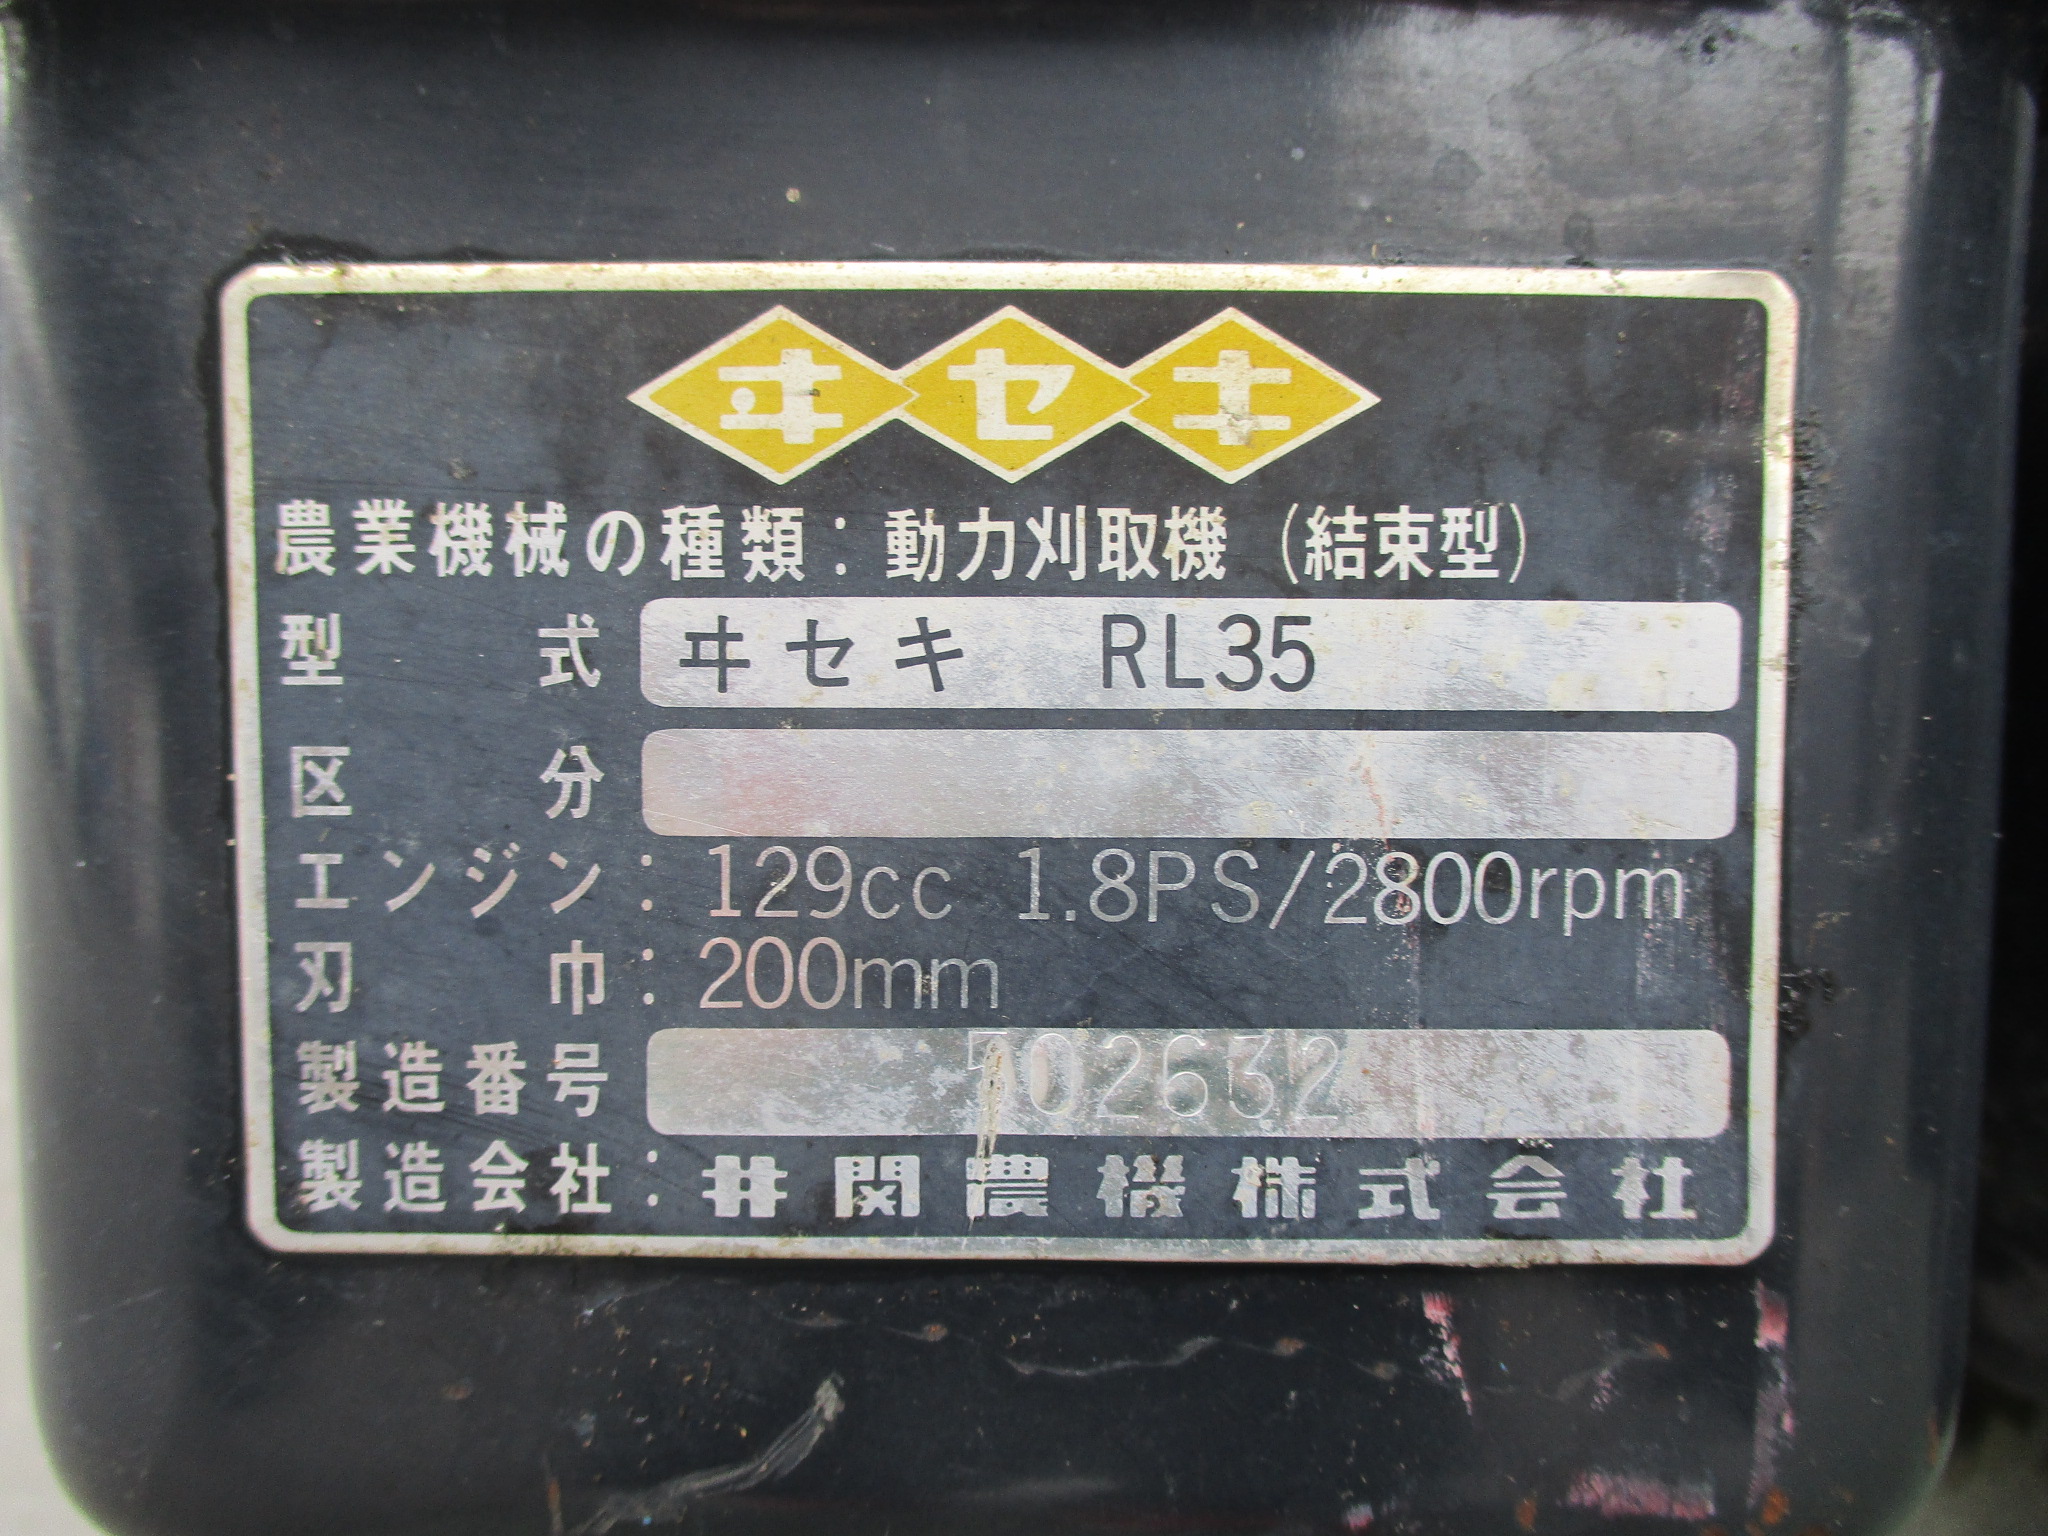 ヰセキ
農業機械の種類：動力刈取機（結束型）
型式 ヰセキ RL35
区分
エンジン：129cc 1.8PS/2800rpm
刃巾：200mm
製造番号 502632
製造会社：井関農機株式会社